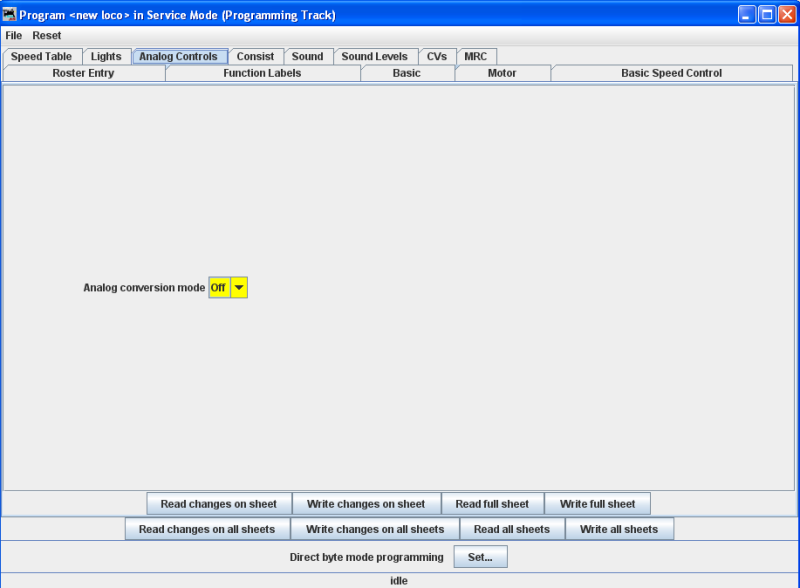 Program <new loco> in Service Mode (Programming Track)
File Reset
Speed Table Lights Analog Controls Consist Sound Sound Levels CVs MRC
Roster Entry Function Labels Basic Motor Basic Speed Control
Analog conversion mode Off
Read changes on sheet Write changes on sheet Read full sheet Write full sheet
Read changes on all sheets Write changes on all sheets Read all sheets Write all sheets
Direct byte mode programming Set...
idle